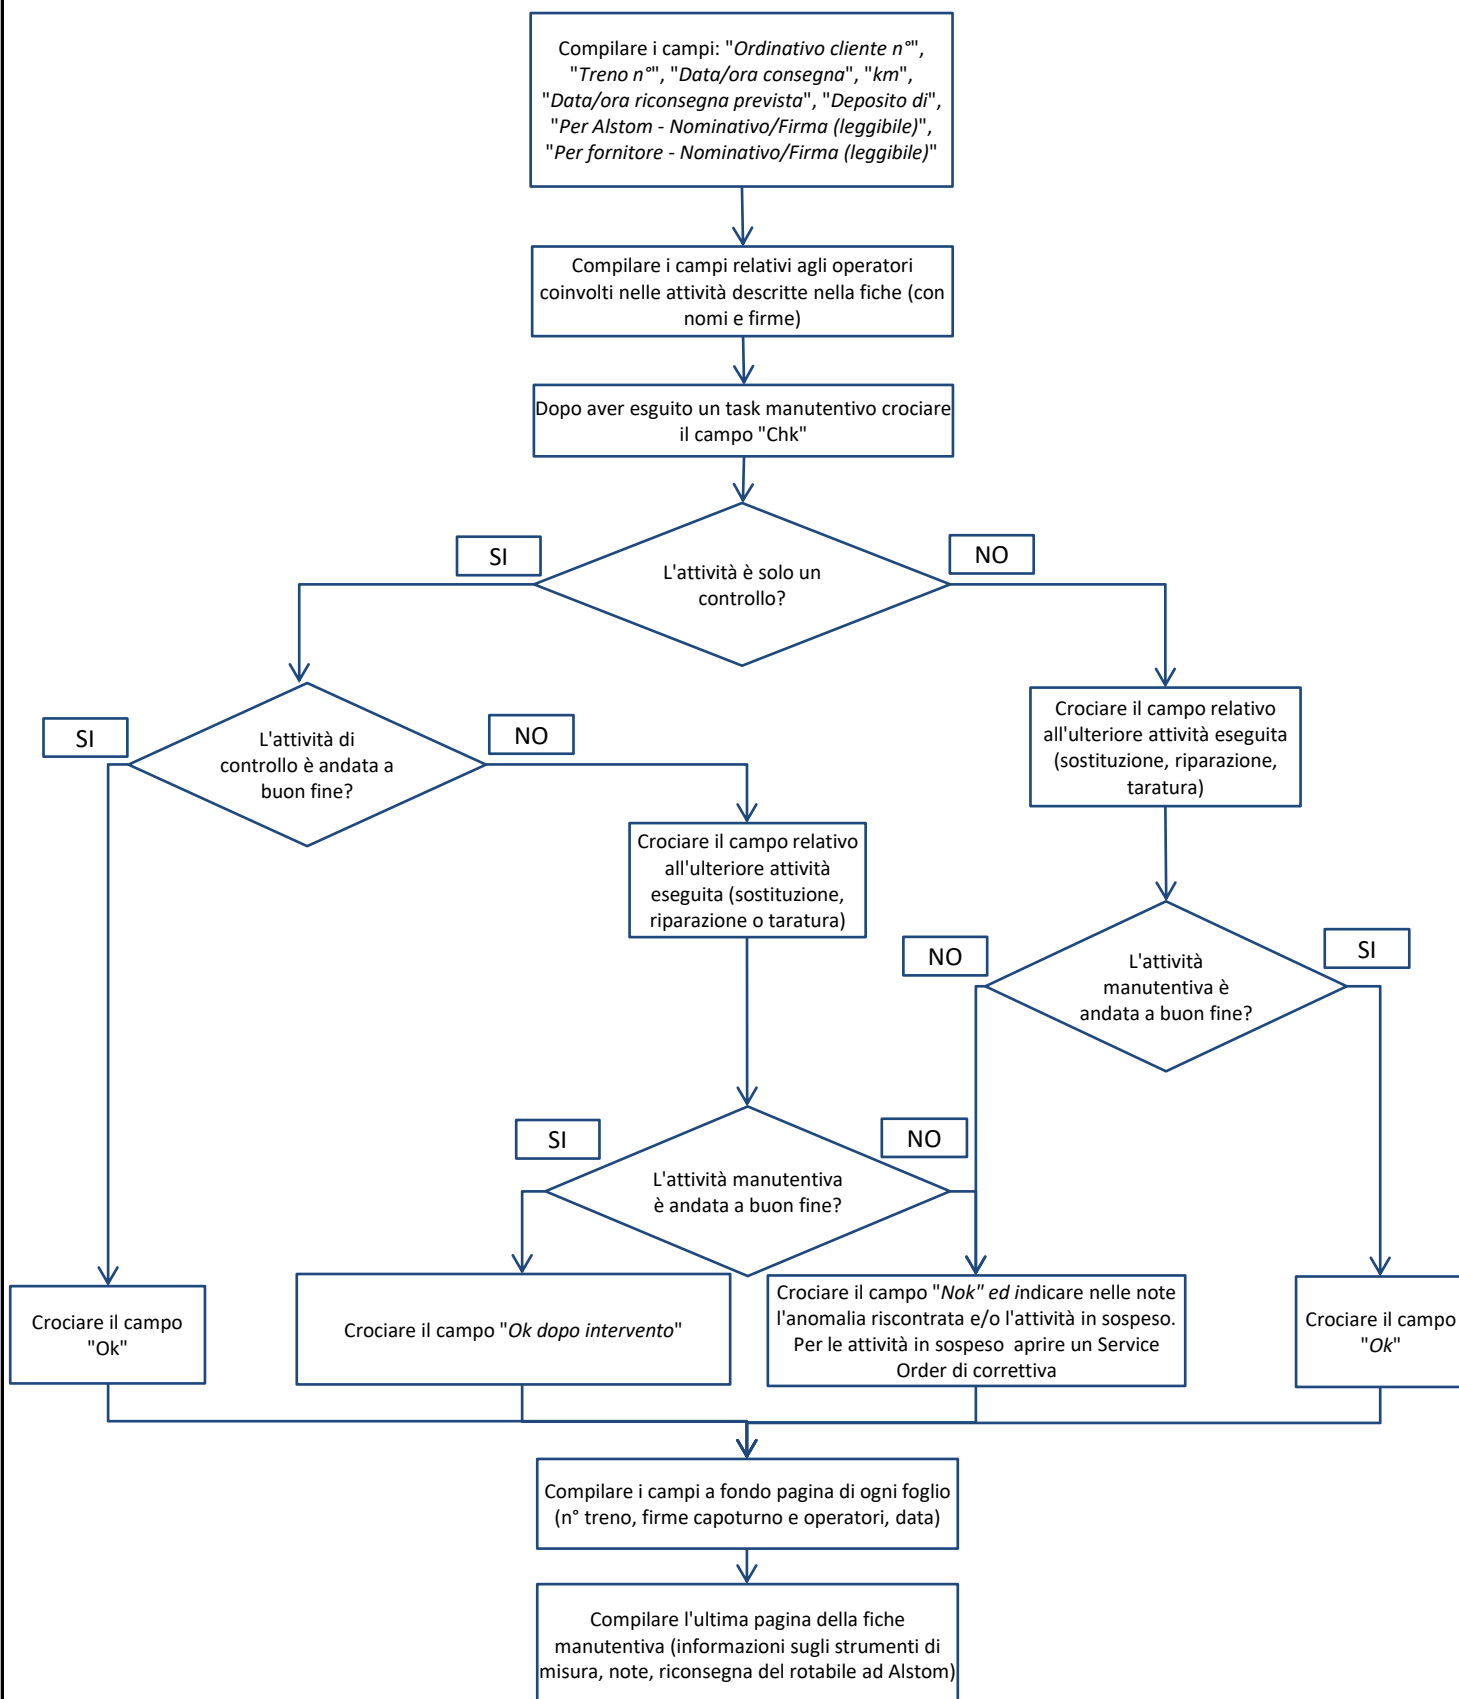 Compilare i campi: "Ordinativo cliente n°",
"Treno n°", "Data/ora consegna", "km",
"Data/ora riconsegna prevista", "Deposito di",
"Per Alstom - Nominativo/Firma (leggibile)",
"Per fornitore - Nominativo/Firma (leggibile)"
Compilare i campi relativi agli operatori
coinvolti nelle attività descritte nella fiche (con
nomi e firme)
Dopo aver esguito un task manutentivo crociare
il campo "Chk"
SI
NO
L'attività è solo un
controllo?
SI
NO
L'attività di
controllo è andata a
buon fine?
Crociare il campo relativo
all'ulteriore attività eseguita
(sostituzione, riparazione,
taratura)
Crociare il campo relativo
all'ulteriore attività
eseguita (sostituzione,
riparazione o taratura)
NO
SI
L'attività
manutentiva è
andata a buon fine?
SI
NO
L'attività manutentiva
è andata a buon fine?
Crociare il campo
"Ok"
Crociare il campo "Ok dopo intervento"
Crociare il campo "Nok" ed indicare nelle note
l'anomalia riscontrata e/o l'attività in sospeso.
Per le attività in sospeso  aprire un Service
Order di correttiva
Crociare il campo
"Ok"
Compilare i campi a fondo pagina di ogni foglio
(n° treno, firme capoturno e operatori, data)
Compilare l'ultima pagina della fiche
manutentiva (informazioni sugli strumenti di
misura, note, riconsegna del rotabile ad Alstom)